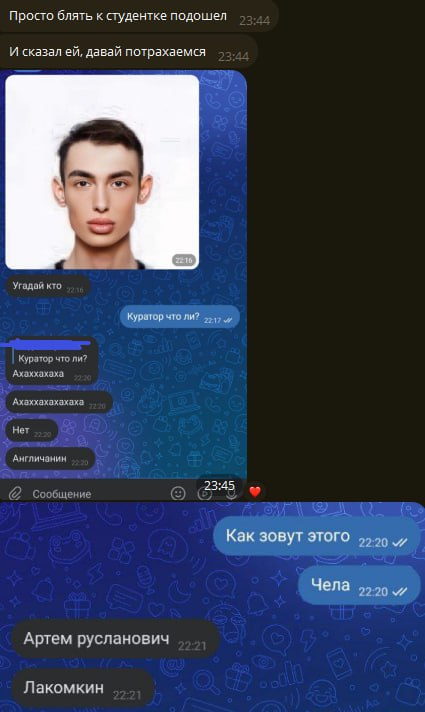 Просто блять к студентке подошел 23:44
И сказал ей, давай потрахаемся 23:44
22:16
Угадай кто 22:16
Куратор что ли? 22:17
Куратор что ли?
Ахаххахаха 22:20
Ахаххахахахаха 22:20
Нет 22:20
Англичанин 22:20
Сообщение
23:45
Как зовут этого 22:20
Чела 22:20
Артем русланович 22:21
Лакомкин 22:21